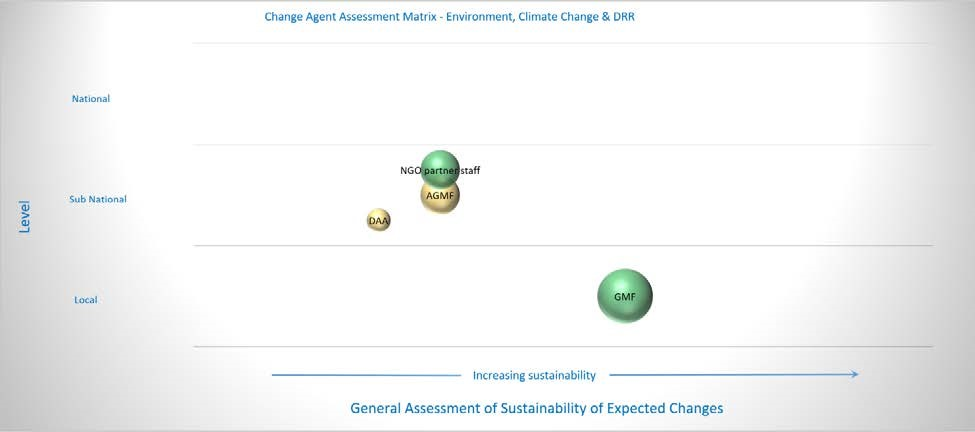 Change Agent Assessment Matrix - Environment, Climate Change & DRR
National
NGO partner staff
Sub National
AGMF
DAA
Level
Local
GMF
Increasing sustainability
General Assessment of Sustainability of Expected Changes